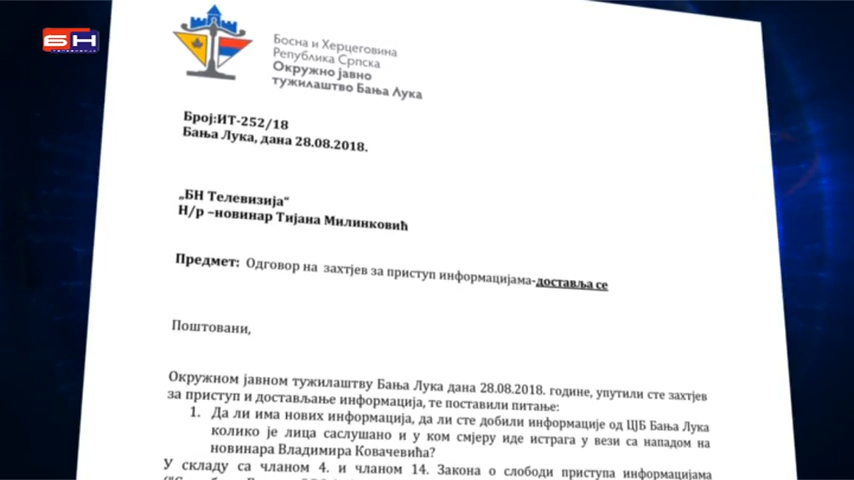 БН
ТЕЛЕВИЗИЈА
Босна и Херцеговина
Република Српска
Окружно јавно
тужилаштво Бања Лука
Број:ИТ-252/18
Бања Лука, дана 28.08.2018.
„БН Телевизија“
Н/р –новинар Тијана Милинковић
Предмет: Одговор на захтјев за приступ информацијама-доставља се
Поштовани,
Окружном јавном тужилаштву Бања Лука дана 28.08.2018. године, упутили сте захтјев
за приступ и достављање информација, те поставили питање:
1. Да ли има нових информација, да ли сте добили информације од ЦЈБ Бања Лука
колико је лица саслушано и у ком смјеру иде истрага у вези са нападом на
новинара Владимира Ковачевића?
У складу са чланом 4. и чланом 14. Закона о слободи приступа информацијама